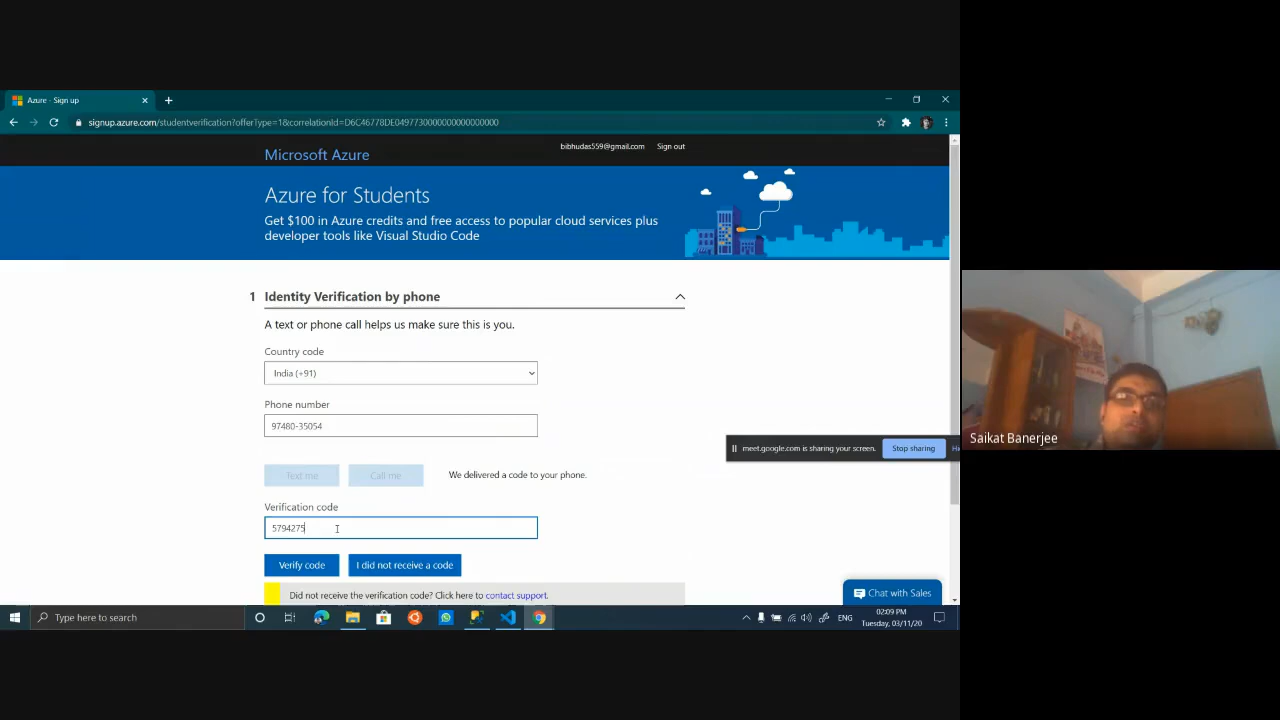 Azure - Sign up
signup.azure.com/studentverification?offerType=1&correlationId=D6C46778DE0497730000000000000000
Microsoft Azure
bibhudas559@gmail.com Sign out
Azure for Students
Get $100 in Azure credits and free access to popular cloud services plus
developer tools like Visual Studio Code
1 Identity Verification by phone
A text or phone call helps us make sure this is you.
Country code
India (+91)
Phone number
97480-35054
Text me Call me We delivered a code to your phone.
Verification code
5794275
Verify code I did not receive a code
Did not receive the verification code? Click here to contact support.
meet.google.com is sharing your screen. Stop sharing Hi
Chat with Sales
Saikat Banerjee
Type here to search
ENG
02:09 PM
Tuesday, 03/11/20